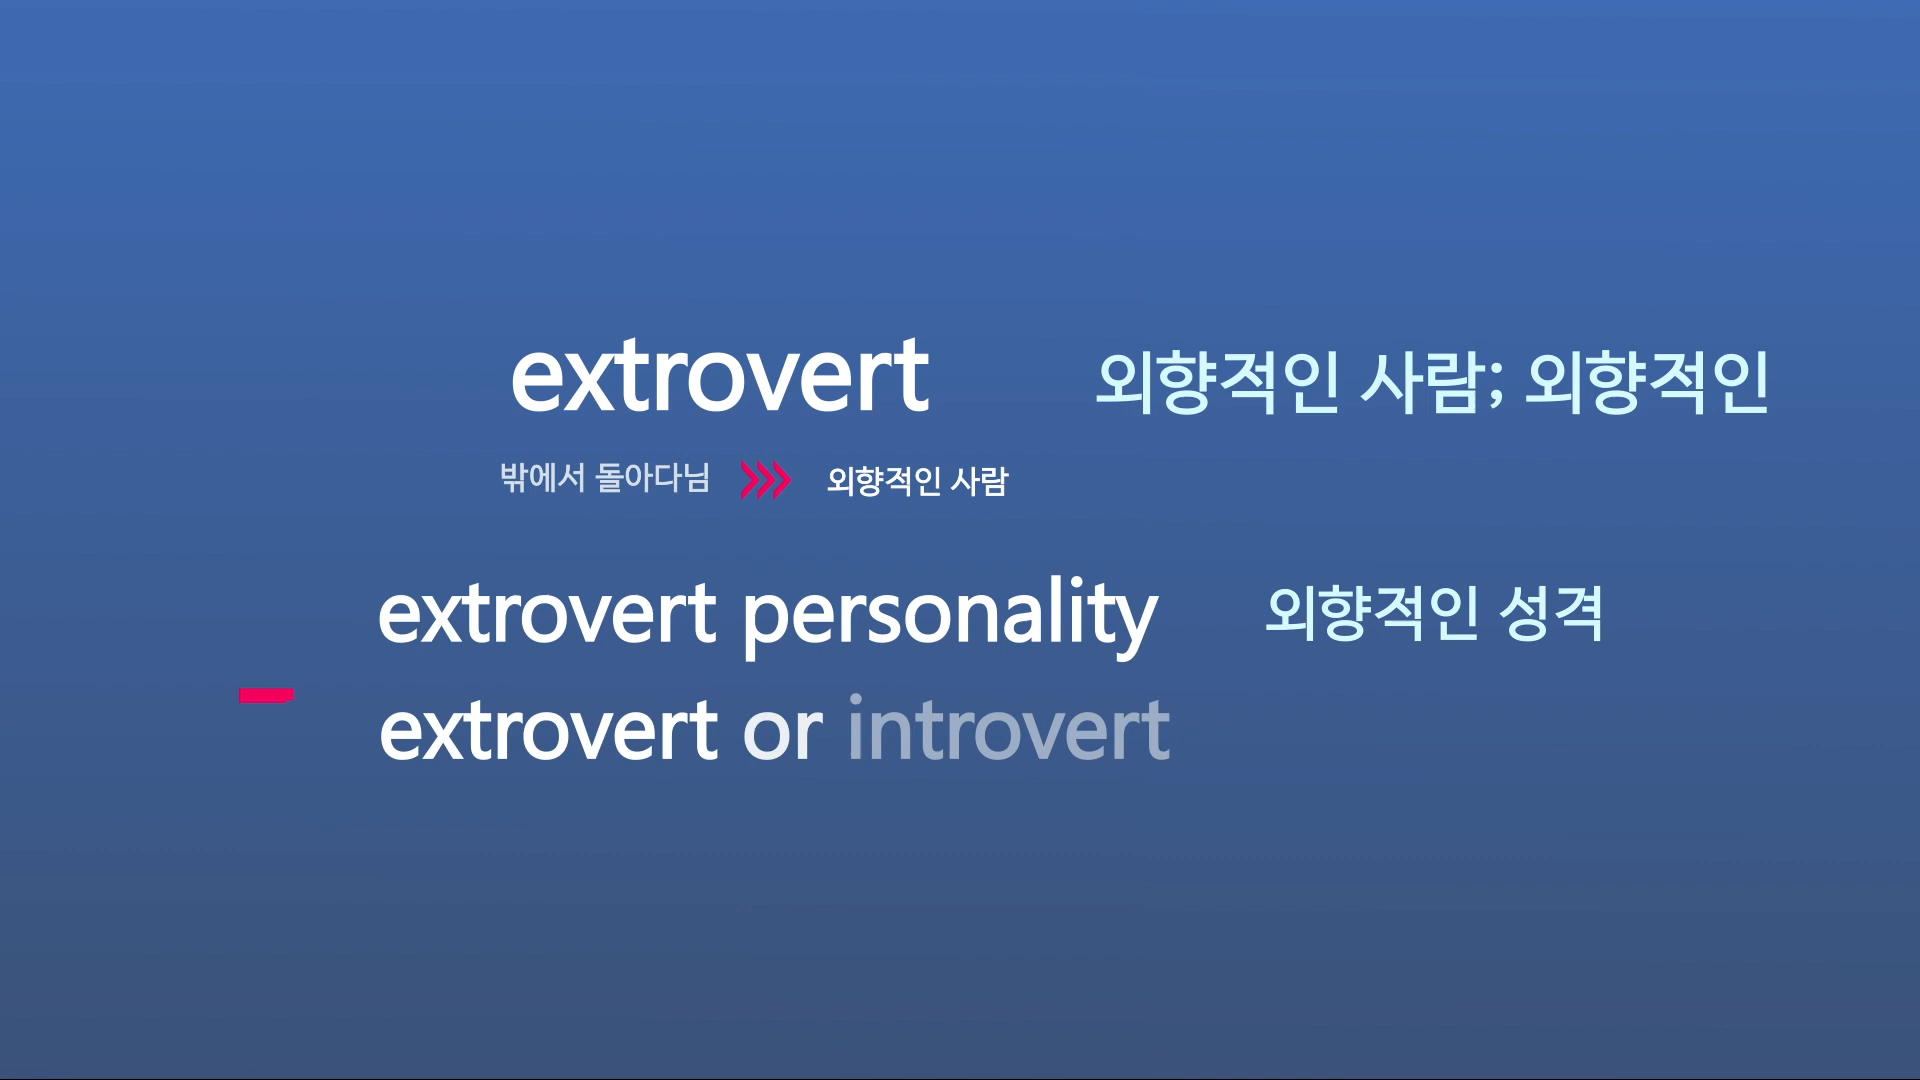 extrovert 외향적인 사람; 외향적인
밖에서 돌아다님 외향적인 사람
extrovert personality 외향적인 성격
extrovert or introvert